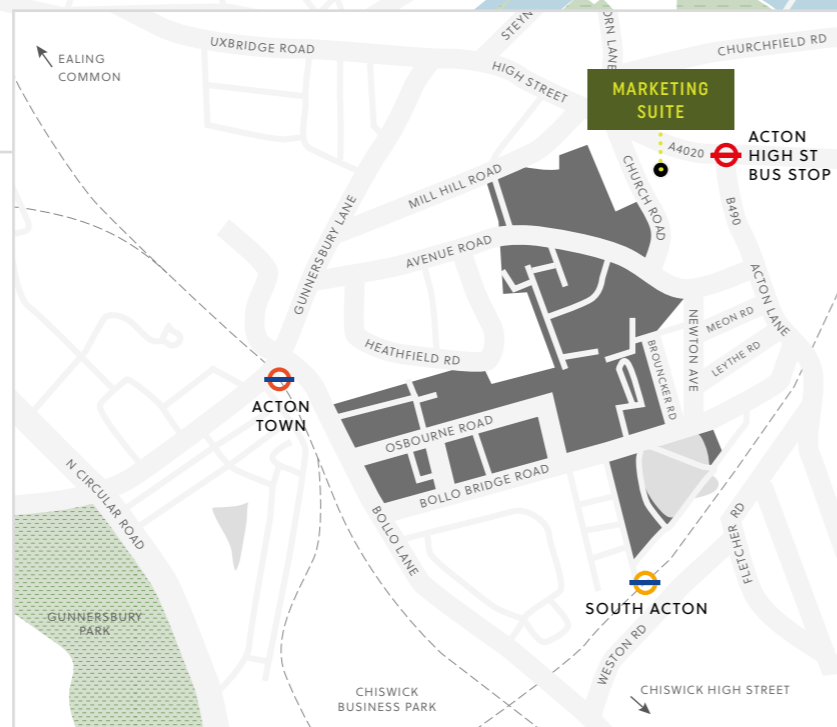 EALING
COMMON
UXBRIDGE ROAD
STEYN
ORN LANE
CHURCHFIELD RD
HIGH STREET
MARKETING
SUITE
A4020
ACTON
HIGH ST
BUS STOP
MILL HILL ROAD
CHURCH ROAD
B490
GUNNERSBURY LANE
AVENUE ROAD
ACTON LANE
HEATHFIELD RD
NEWTON AVE
MEON RD
LEYTHE RD
BROUNCKER RD
ACTON
TOWN
OSBOURNE ROAD
BOLLO BRIDGE ROAD
N CIRCULAR ROAD
BOLLO LANE
FLETCHER RD
SOUTH ACTON
GUNNERSBURY
PARK
WESTON RD
CHISWICK
BUSINESS PARK
CHISWICK HIGH STREET